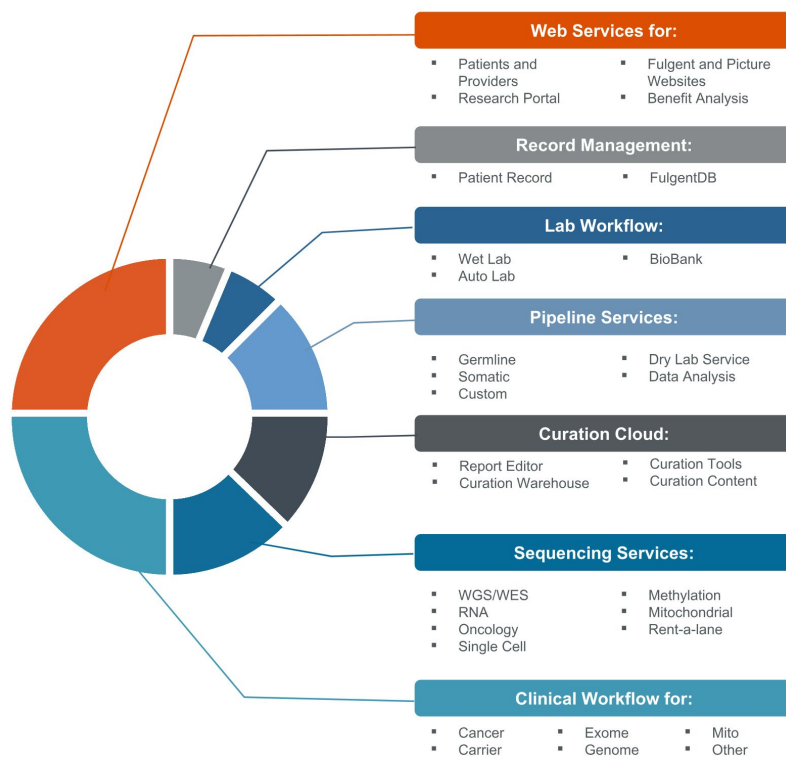 Web Services for:
Patients and
Providers
Research Portal
Fulgent and Picture
Websites
Benefit Analysis
Record Management:
Patient Record
FulgentDB
Lab Workflow:
Wet Lab
Auto Lab
BioBank
Pipeline Services:
Germline
Somatic
Custom
Dry Lab Service
Data Analysis
Curation Cloud:
Report Editor
Curation Warehouse
Curation Tools
Curation Content
Sequencing Services:
WGS/WES
RNA
Oncology
Single Cell
Methylation
Mitochondrial
Rent-a-lane
Clinical Workflow for:
Cancer
Carrier
Exome
Genome
Mito
Other